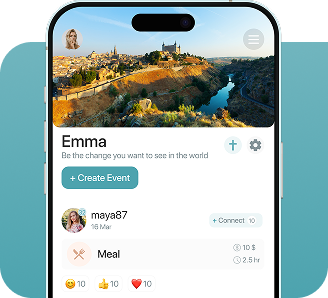 Emma
Be the change you want to see in the world
+ Create Event
maya87
16 Mar
+ Connect 10
Meal
10 $
2.5 hr
10
10
10